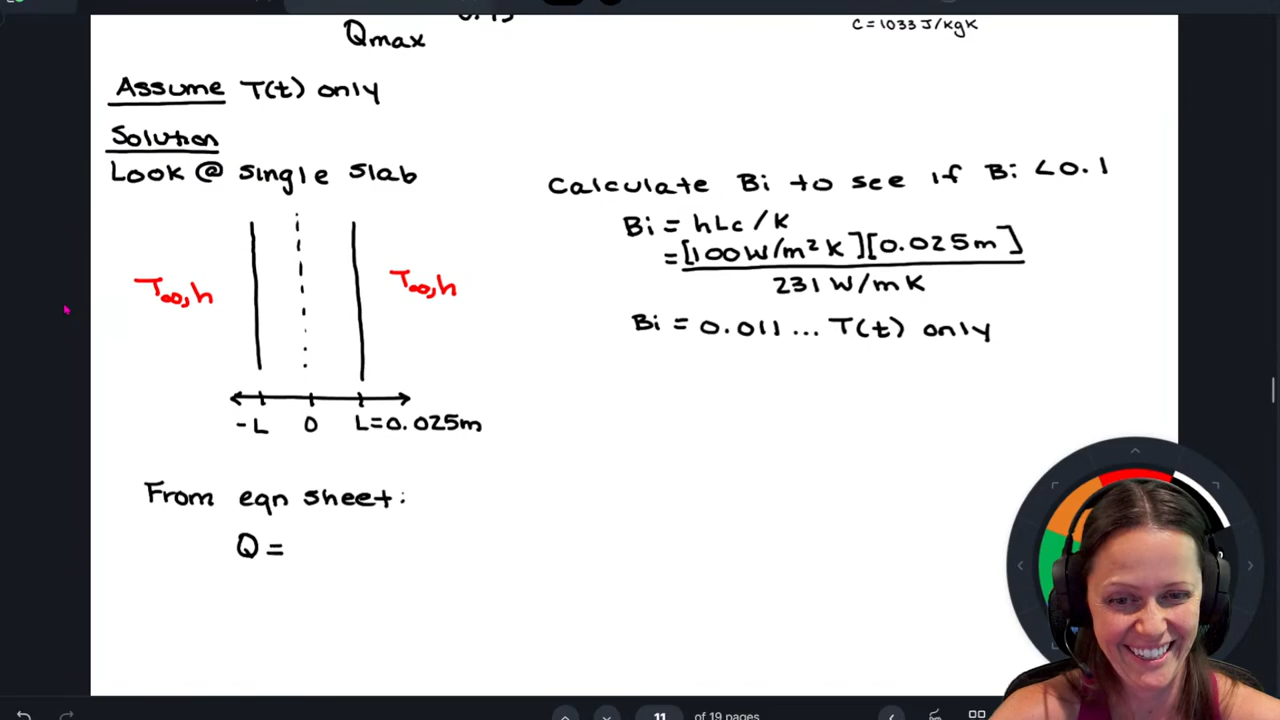 Qmax
C = 1033 J/kgK
Assume T(t) only
Solution
Look @ single slab
T∞,h
T∞,h
-L 0 L=0.025m
Calculate Bi to see if Bi <0.1
Bi = hLc/K
= [100W/m²K][0.025m]
231 W/mK
Bi = 0.011 ... T(t) only
From eqn sheet:
Q =
11 of 19 pages